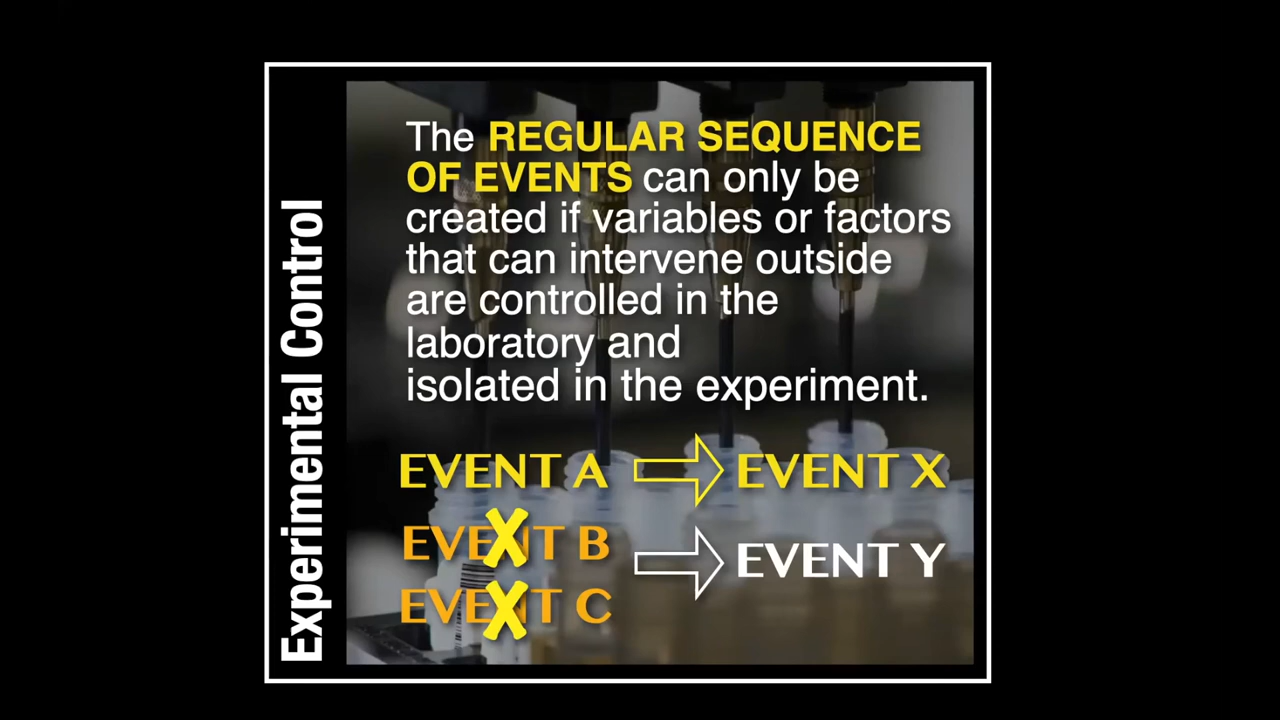 Experimental Control
The REGULAR SEQUENCE
OF EVENTS can only be
created if variables or factors
that can intervene outside
are controlled in the
laboratory and
isolated in the experiment.
EVENT A EVENT X
EVENT B
EVENT Y
EVENT C